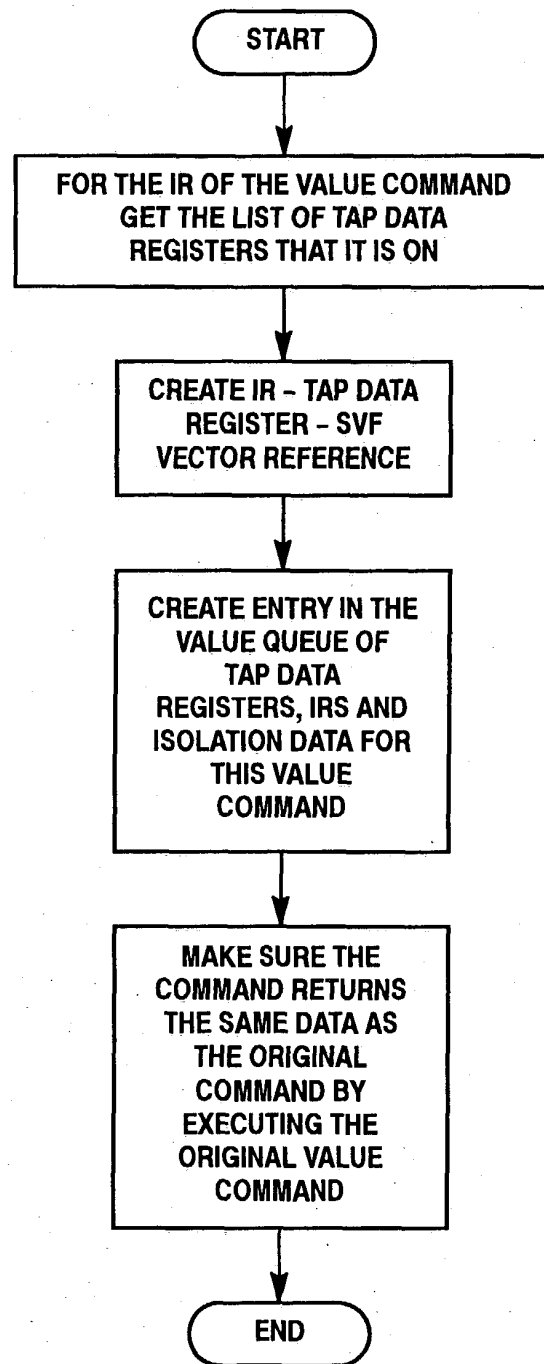 START
FOR THE IR OF THE VALUE COMMAND
GET THE LIST OF TAP DATA
REGISTERS THAT IT IS ON
CREATE IR – TAP DATA
REGISTER – SVF
VECTOR REFERENCE
CREATE ENTRY IN THE
VALUE QUEUE OF
TAP DATA
REGISTERS, IRS AND
ISOLATION DATA FOR
THIS VALUE
COMMAND
MAKE SURE THE
COMMAND RETURNS
THE SAME DATA AS
THE ORIGINAL
COMMAND BY
EXECUTING THE
ORIGINAL VALUE
COMMAND
END